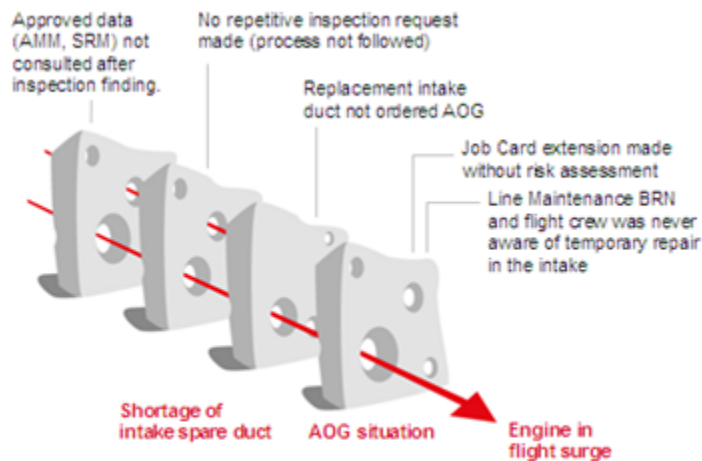 Approved data
(AMM, SRM) not
consulted after
inspection finding.
No repetitive inspection request
made (process not followed)
Replacement intake
duct not ordered AOG
Job Card extension made
without risk assessment
Line Maintenance BRN
and flight crew was never
aware of temporary repair
in the intake
Shortage of
intake spare duct
AOG situation
Engine in
flight surge